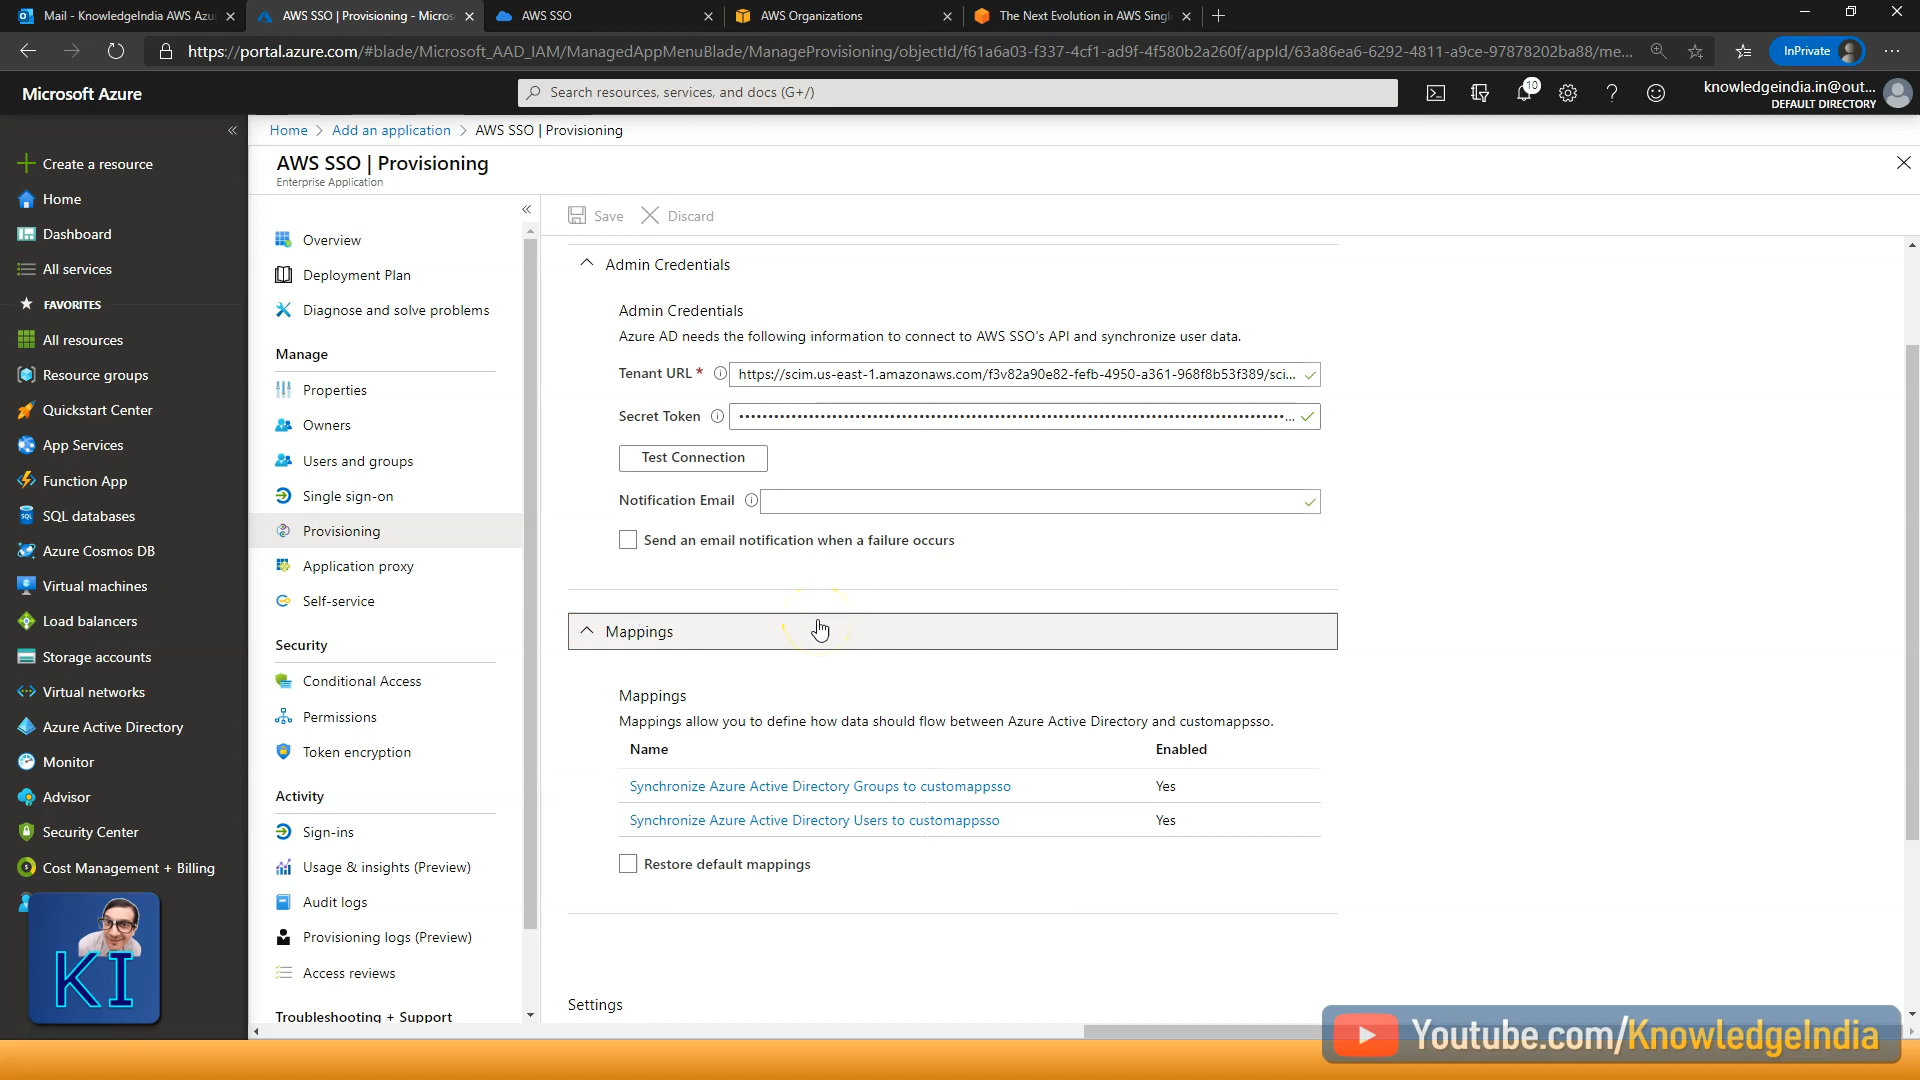 Mail - KnowledgeIndia AWS Azur
AWS SSO | Provisioning - Micros
AWS SSO
AWS Organizations
The Next Evolution in AWS Singl
https://portal.azure.com/#blade/Microsoft_AAD_IAM/ManagedAppMenuBlade/ManageProvisioning/objectId/f61a6a03-f337-4cf1-ad9f-4f580b2a260f/appId/63a86ea6-6292-4811-a9ce-97878202ba88/me...
InPrivate
Microsoft Azure
Search resources, services, and docs (G+/)
10
knowledgeindia.in@out...
DEFAULT DIRECTORY
Home > Add an application > AWS SSO | Provisioning
AWS SSO | Provisioning
Enterprise Application
Create a resource
Home
Dashboard
All services
FAVORITES
All resources
Resource groups
Quickstart Center
App Services
Function App
SQL databases
Azure Cosmos DB
Virtual machines
Load balancers
Storage accounts
Virtual networks
Azure Active Directory
Monitor
Advisor
Security Center
Cost Management + Billing
KI
Overview
Deployment Plan
Diagnose and solve problems
Manage
Properties
Owners
Users and groups
Single sign-on
Provisioning
Application proxy
Self-service
Security
Conditional Access
Permissions
Token encryption
Activity
Sign-ins
Usage & insights (Preview)
Audit logs
Provisioning logs (Preview)
Access reviews
Troubleshooting + Support
Save
Discard
Admin Credentials
Admin Credentials
Azure AD needs the following information to connect to AWS SSO's API and synchronize user data.
Tenant URL *
https://scim.us-east-1.amazonaws.com/f3v82a90e82-fefb-4950-a361-968f8b53f389/sci...
Secret Token
Test Connection
Notification Email
Send an email notification when a failure occurs
Mappings
Mappings
Mappings allow you to define how data should flow between Azure Active Directory and customappsso.
Name Enabled
Synchronize Azure Active Directory Groups to customappsso Yes
Synchronize Azure Active Directory Users to customappsso Yes
Restore default mappings
Settings
Youtube.com/KnowledgeIndia